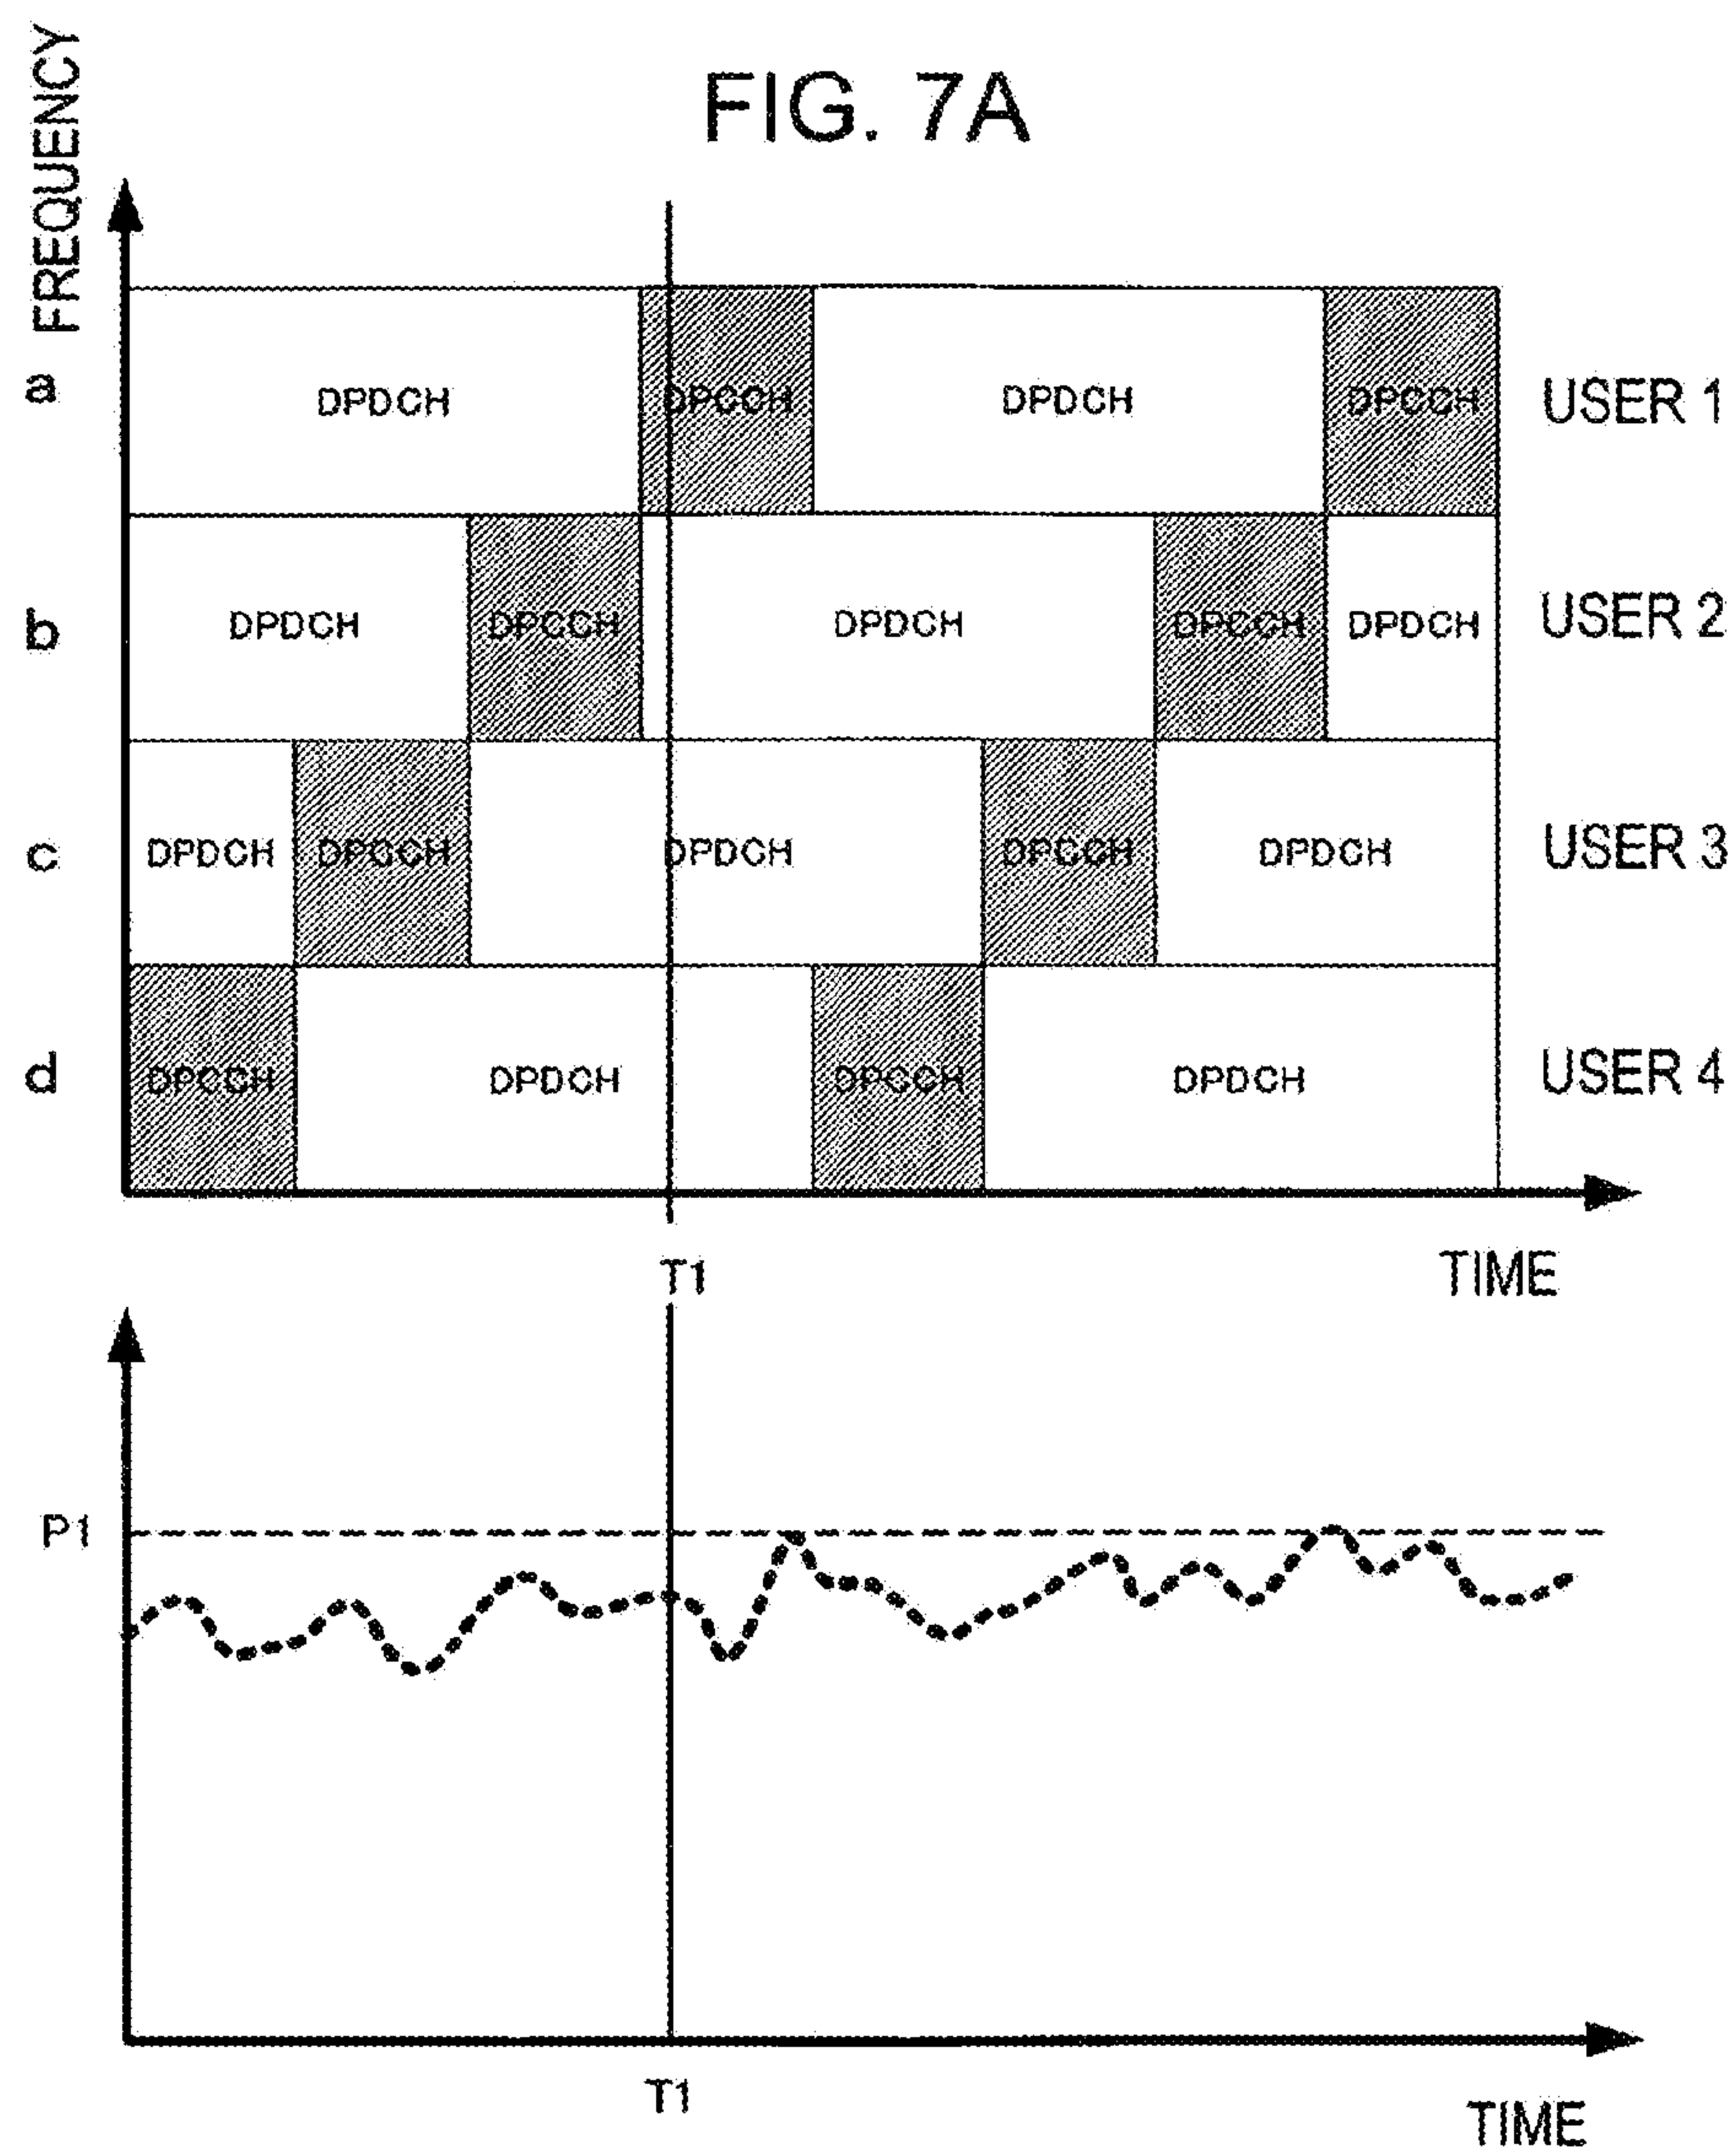 FIG. 7A
FREQUENCY
a DPDCH DPCCH DPDCH DPCCH USER 1
b DPDCH DPCCH DPDCH DPCCH DPDCH USER 2
c DPDCH DPCCH DPDCH DPCCH DPDCH USER 3
d DPCCH DPDCH DPCCH DPDCH USER 4
T1 TIME
P1
T1 TIME